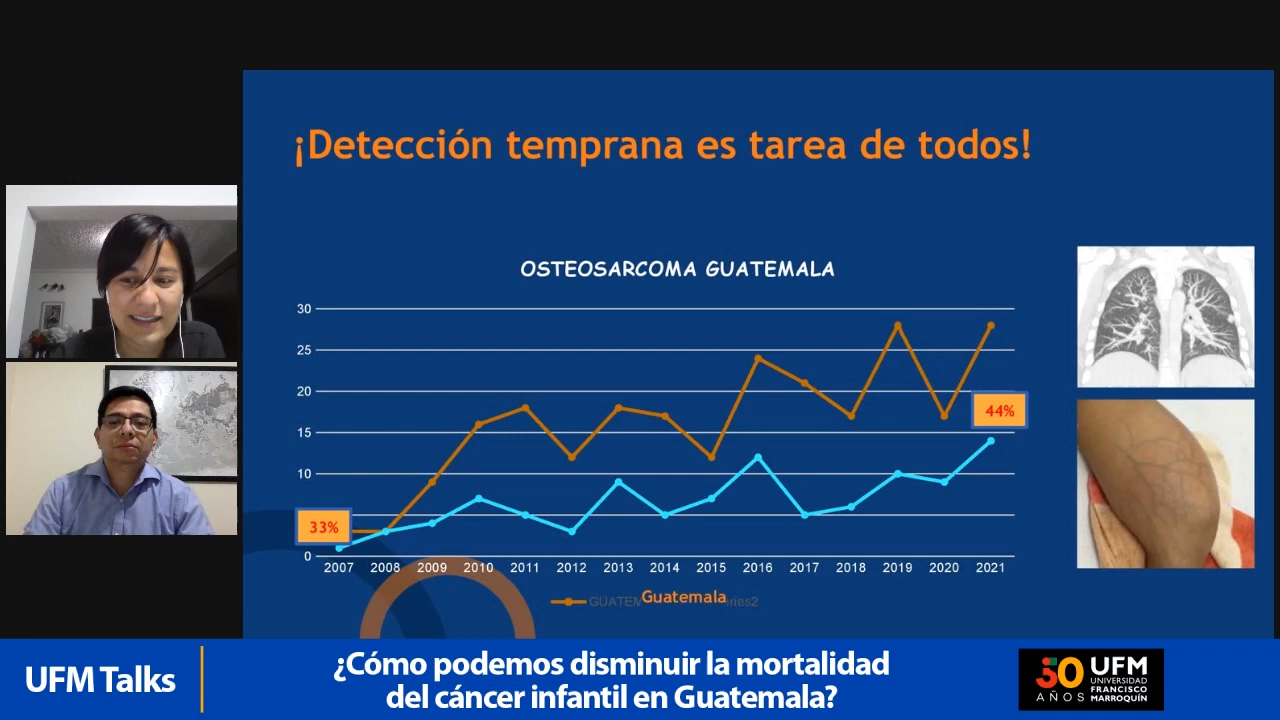 ¡Detección temprana es tarea de todos!
OSTEOSARCOMA GUATEMALA
30
25
20
15
10
0
44%
33%
2007 2008 2009 2010 2011 2012 2013 2014 2015 2016 2017 2018 2019 2020 2021
Guatemala
UFM Talks
¿Cómo podemos disminuir la mortalidad
del cáncer infantil en Guatemala?
50
AÑOS
UFM
UNIVERSIDAD
FRANCISCO
MARROQUÍN